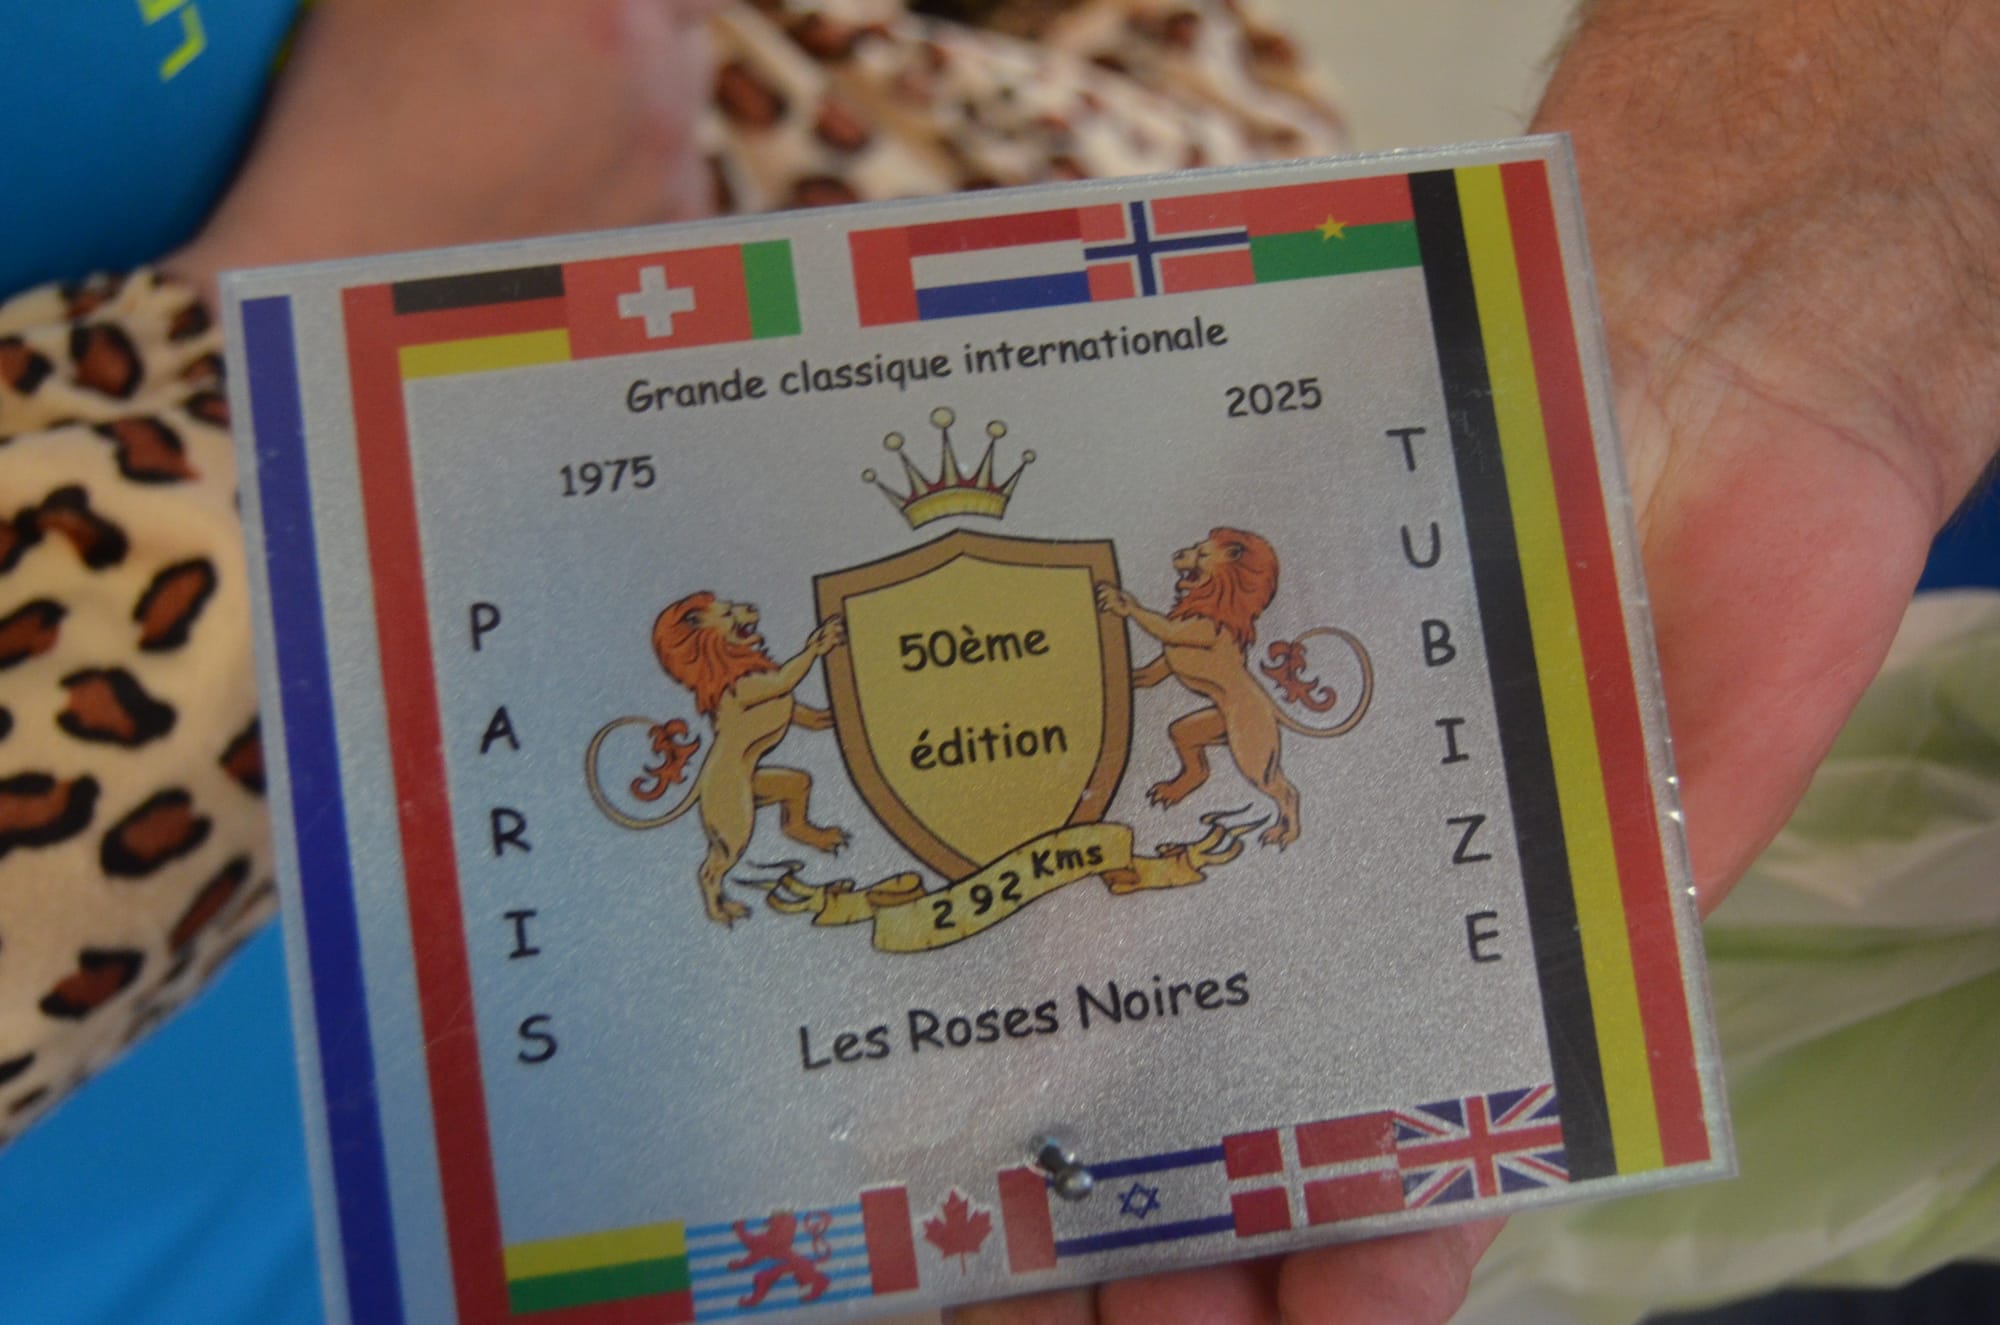 Grande classique internationale
1975
2025
PARIS
TUBIZE
50ème
édition
292 Kms
Les Roses Noires